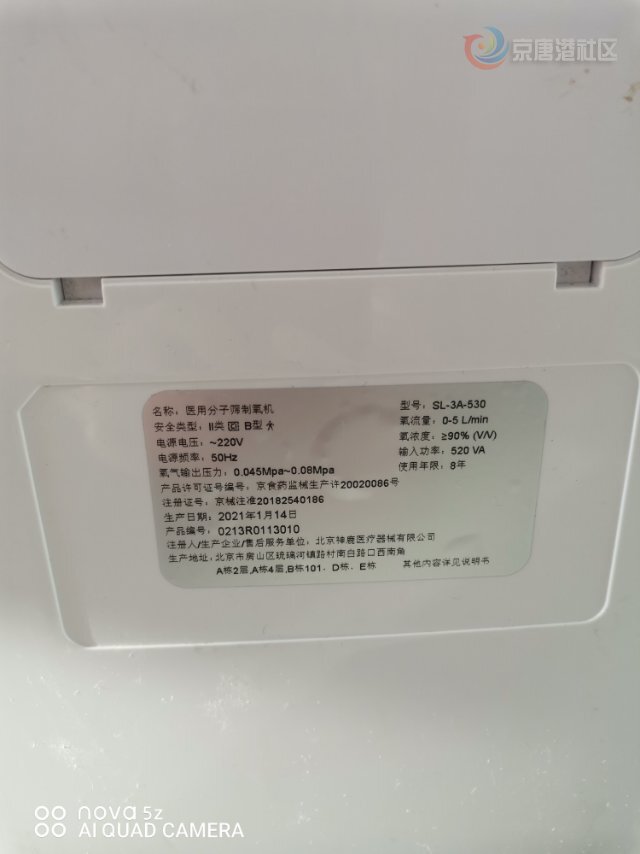 京唐港社区
名称：医用分子筛制氧机
型号：SL-3A-530
安全类型：II类 B型
氧流量：0-5 L/min
电源电压：~220V
氧浓度：≥90% (V/V)
电源频率：50Hz
输入功率：520 VA
氧气输出压力：0.045Mpa~0.08Mpa
使用年限：8年
产品许可证号编号：京食药监械生产许20020086号
注册证号：京械注准20182540186
生产日期：2021年1月14日
产品编号：0213R0113010
注册人/生产企业/售后服务单位：北京神鹿医疗器械有限公司
生产地址：北京市房山区琉璃河镇路村南白路口西南角
A栋2层,A栋4层,B栋101、D栋、E栋
其他内容详见说明书
nova 5z
AI QUAD CAMERA